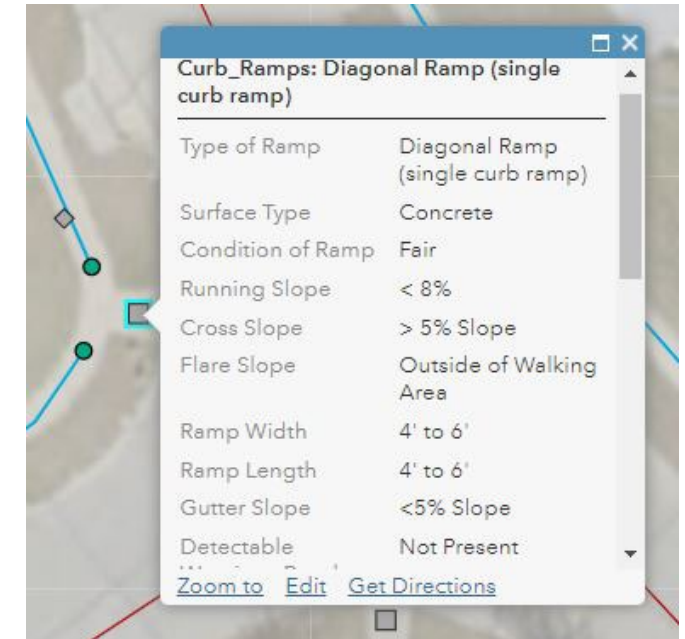 Curb_Ramps: Diagonal Ramp (single
curb ramp)
Type of Ramp Diagonal Ramp
(single curb ramp)
Surface Type Concrete
Condition of Ramp Fair
Running Slope < 8%
Cross Slope > 5% Slope
Flare Slope Outside of Walking
Area
Ramp Width 4' to 6'
Ramp Length 4' to 6'
Gutter Slope <5% Slope
Detectable Not Present
Zoom to Edit Get Directions